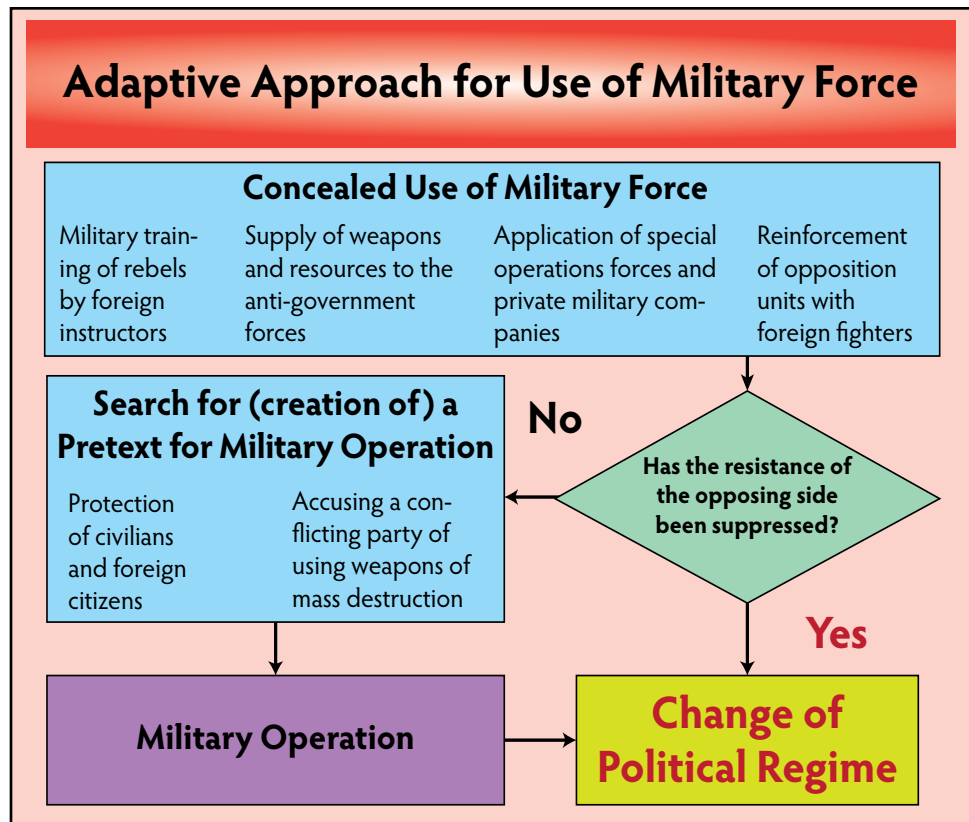 Adaptive Approach for Use of Military Force
Concealed Use of Military Force
Military train-
ing of rebels
by foreign
instructors
Supply of weapons
and resources to the
anti-government
forces
Application of special
operations forces and
private military com-
panies
Reinforcement
of opposition
units with
foreign fighters
Has the resistance of
the opposing side
been suppressed?
No
Search for (creation of) a
Pretext for Military Operation
Protection
of civilians
and foreign
citizens
Accusing a con-
flicting party of
using weapons of
mass destruction
Yes
Military Operation
Change of
Political Regime